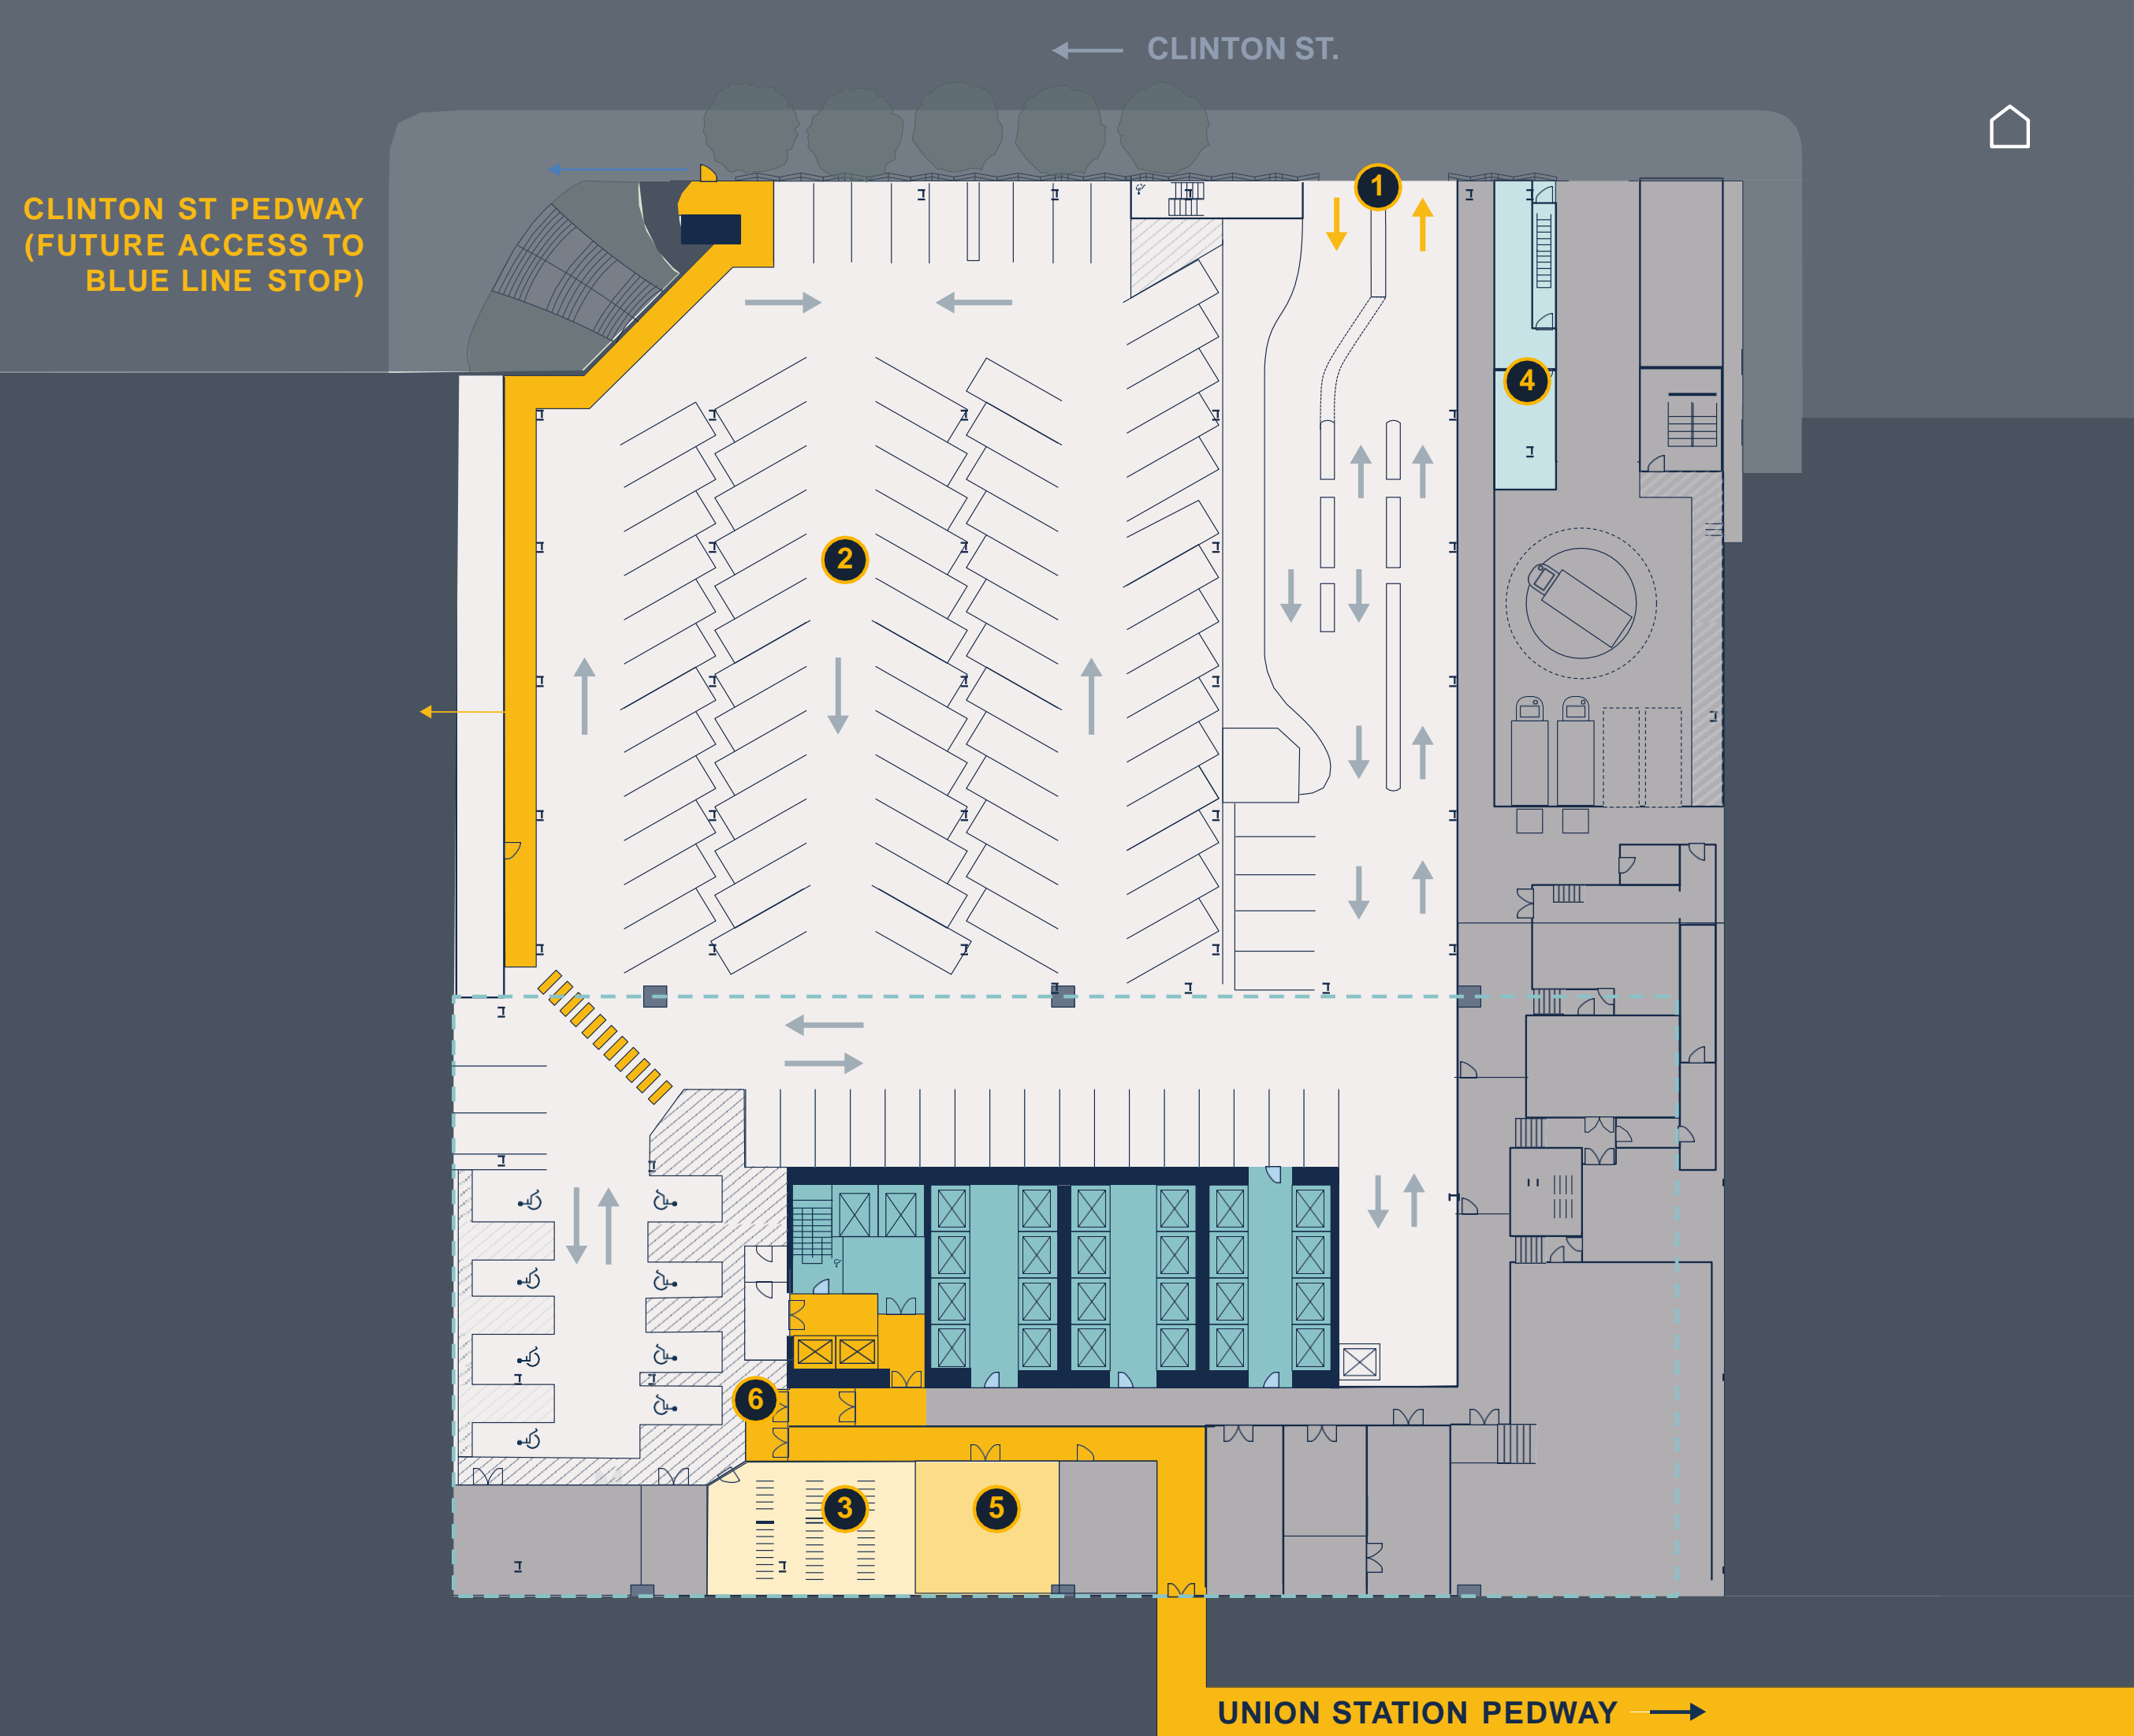 CLINTON ST.
CLINTON ST PEDWAY
(FUTURE ACCESS TO
BLUE LINE STOP)
1
4
2
6
3
5
UNION STATION PEDWAY